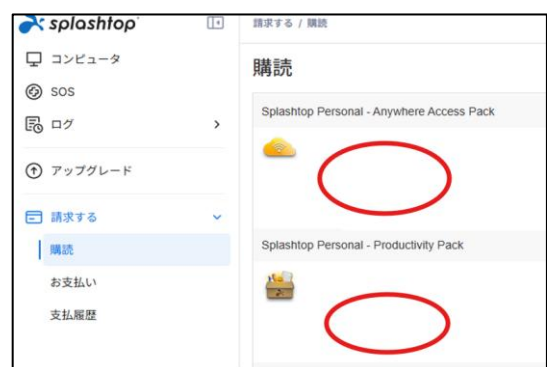 splashtop
コンピュータ
SOS
ログ
アップグレード
請求する
購読
お支払い
支払履歴
請求する / 購読
購読
Splashtop Personal - Anywhere Access Pack
Splashtop Personal - Productivity Pack